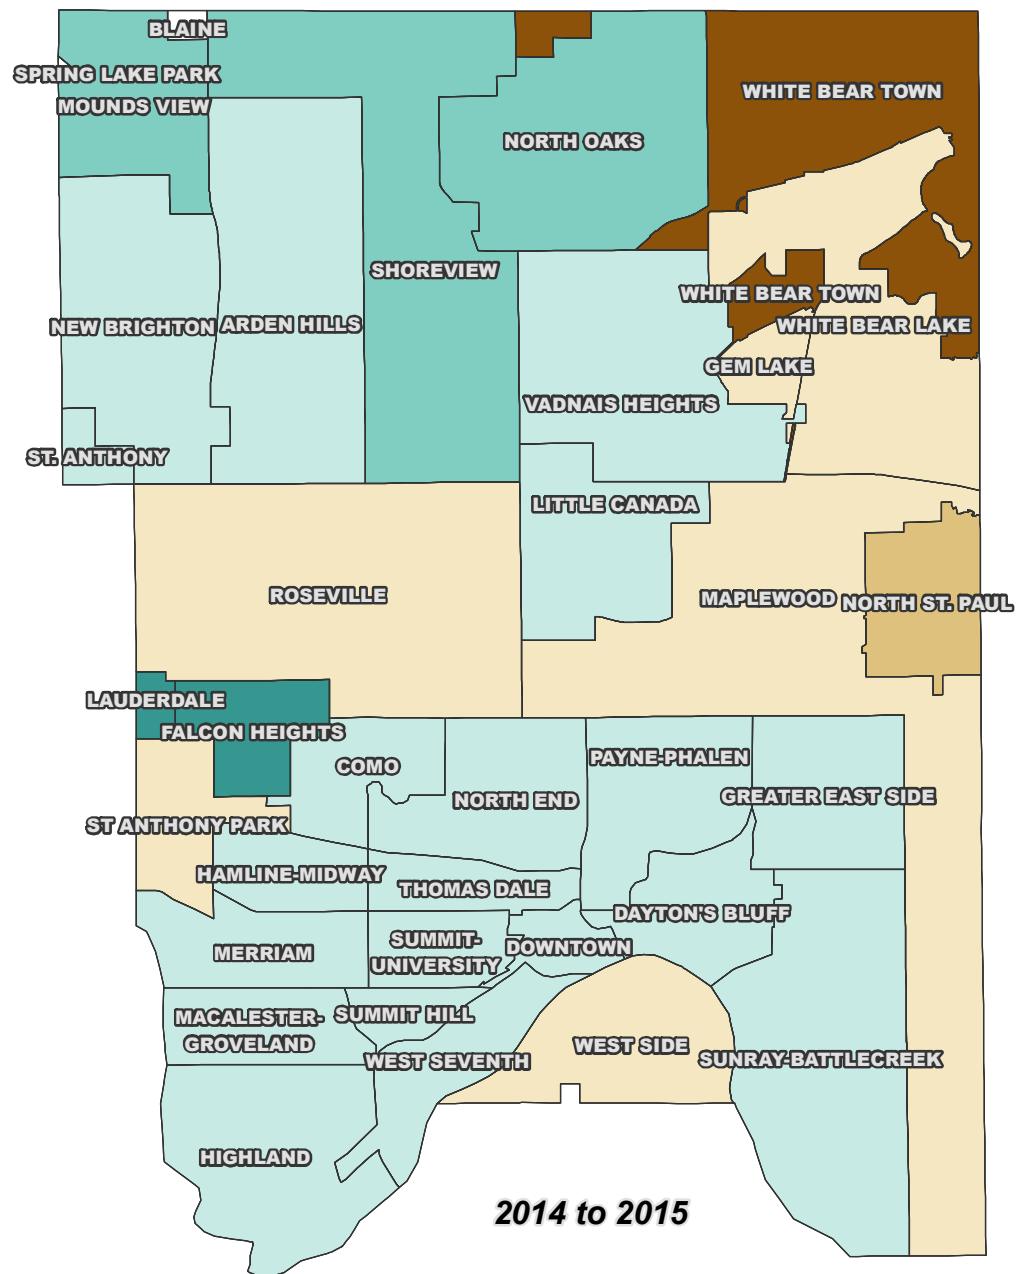 BLAINE
SPRING LAKE PARK
WHITE BEAR TOWN
MOUNDS VIEW
NORTH OAKS
SHOREVIEW
WHITE BEAR TOWN
NEW BRIGHTON
ARDEN HILLS
WHITE BEAR LAKE
GEM LAKE
VADNAIS HEIGHTS
ST. ANTHONY
LITTLE CANADA
ROSEVILLE
MAPLEWOOD
NORTH ST. PAUL
LAUDERDALE
FALCON HEIGHTS
PAYNE-PHALEN
COMO
NORTH END
GREATER EAST SIDE
ST ANTHONY PARK
HAMLINE-MIDWAY
THOMAS DALE
DAYTON'S BLUFF
MERRIAM
SUMMIT-
UNIVERSITY
DOWNTOWN
MACALESTER-
GROVELAND
SUMMIT HILL
WEST SIDE
WEST SEVENTH
SUNRAY-BATTLECREEK
HIGHLAND
2014 to 2015